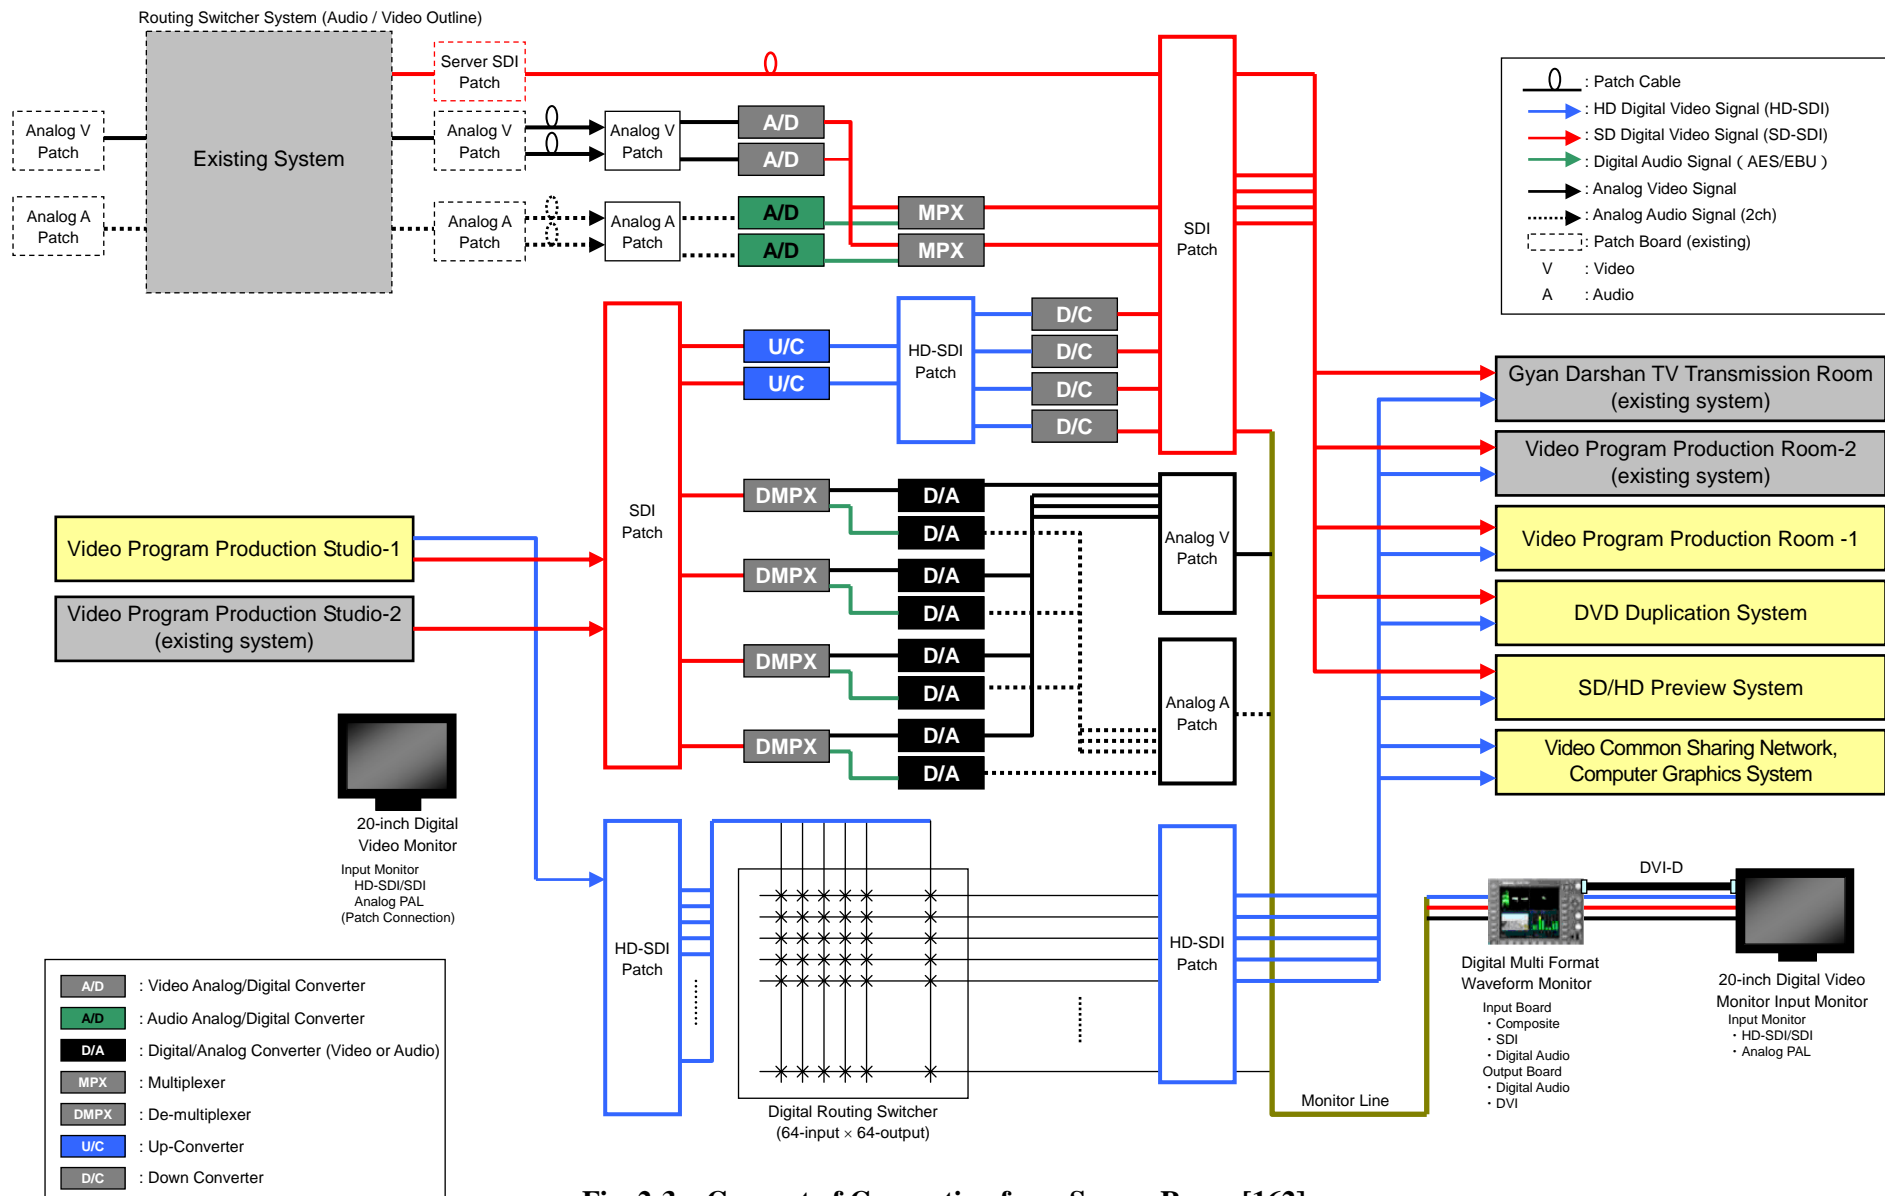 Routing Switcher System (Audio / Video Outline)
Server SDI
Patch
Analog V
Patch
Existing System
Analog V
Patch
Analog V
Patch
A/D
A/D
Analog A
Patch
Analog A
Patch
Analog A
Patch
A/D
A/D
MPX
MPX
SDI
Patch
: Patch Cable
: HD Digital Video Signal (HD-SDI)
: SD Digital Video Signal (SD-SDI)
: Digital Audio Signal ( AES/EBU )
: Analog Video Signal
: Analog Audio Signal (2ch)
: Patch Board (existing)
V : Video
A : Audio
U/C
U/C
HD-SDI
Patch
D/C
D/C
D/C
D/C
Gyan Darshan TV Transmission Room
(existing system)
Video Program Production Room-2
(existing system)
Video Program Production Room -1
DVD Duplication System
SD/HD Preview System
Video Common Sharing Network,
Computer Graphics System
Video Program Production Studio-1
Video Program Production Studio-2
(existing system)
SDI
Patch
DMPX
D/A
D/A
DMPX
D/A
D/A
DMPX
D/A
D/A
DMPX
D/A
D/A
Analog V
Patch
Analog A
Patch
20-inch Digital
Video Monitor
Input Monitor
HD-SDI/SDI
Analog PAL
(Patch Connection)
HD-SDI
Patch
Digital Routing Switcher
(64-input × 64-output)
HD-SDI
Patch
Monitor Line
DVI-D
Digital Multi Format
Waveform Monitor
Input Board
・Composite
・SDI
・Digital Audio
Output Board
・Digital Audio
・DVI
20-inch Digital Video
Monitor Input Monitor
Input Monitor
・HD-SDI/SDI
・Analog PAL
A/D : Video Analog/Digital Converter
A/D : Audio Analog/Digital Converter
D/A : Digital/Analog Converter (Video or Audio)
MPX : Multiplexer
DMPX : De-multiplexer
U/C : Up-Converter
D/C : Down Converter